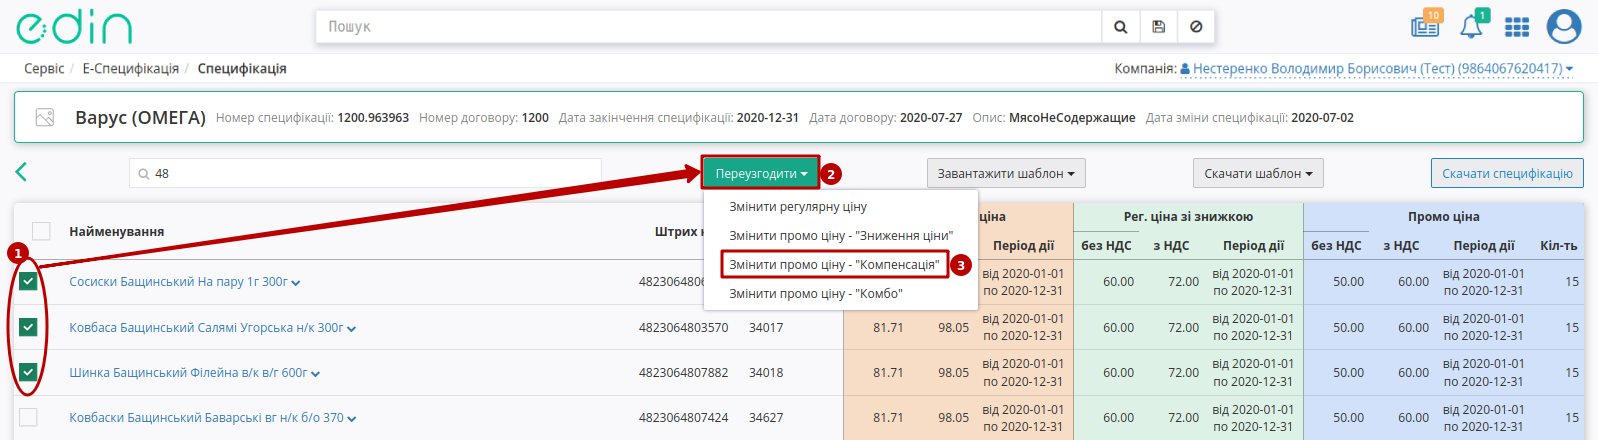 edin
Пошук
10
1
Сервіс / Е-Специфікація / Специфікація
Компанія: Нестеренко Володимир Борисович (Тест) (9864067620417)
Варус (ОМЕГА) Номер специфікації: 1200.963963 Номер договору: 1200 Дата закінчення специфікації: 2020-12-31 Дата договору: 2020-07-27 Опис: МясоНеСодержащие Дата зміни специфікації: 2020-07-02
48
Переузгодити
2
Завантажити шаблон
Скачати шаблон
Скачати специфікацію
Змінити регулярну ціну
Змінити промо ціну - "Зниження ціни"
Змінити промо ціну - "Компенсація"
3
Змінити промо ціну - "Комбо"
1
Найменування Штрих ціна Рег. ціна зі знижкою Промо ціна
Період дії без НДС з НДС Період дії без НДС з НДС Період дії Кіл-ть
Сосиски Бащинський На пару 1г 300г від 2020-01-01 60.00 72.00 від 2020-01-01 50.00 60.00 від 2020-01-01 15
по 2020-12-31 по 2020-12-31 по 2020-12-31
Ковбаса Бащинський Салямі Угорська н/к 300г 4823064803570 34017 81.71 98.05 від 2020-01-01 60.00 72.00 від 2020-01-01 50.00 60.00 від 2020-01-01 15
по 2020-12-31 по 2020-12-31 по 2020-12-31
Шинка Бащинський Філейна в/к в/г 600г 4823064807882 34018 81.71 98.05 від 2020-01-01 60.00 72.00 від 2020-01-01 50.00 60.00 від 2020-01-01 15
по 2020-12-31 по 2020-12-31 по 2020-12-31
Ковбаски Бащинський Баварські вг н/к б/о 370 4823064807424 34627 81.71 98.05 від 2020-01-01 60.00 72.00 від 2020-01-01 50.00 60.00 від 2020-01-01 15
по 2020-12-31 по 2020-12-31 по 2020-12-31